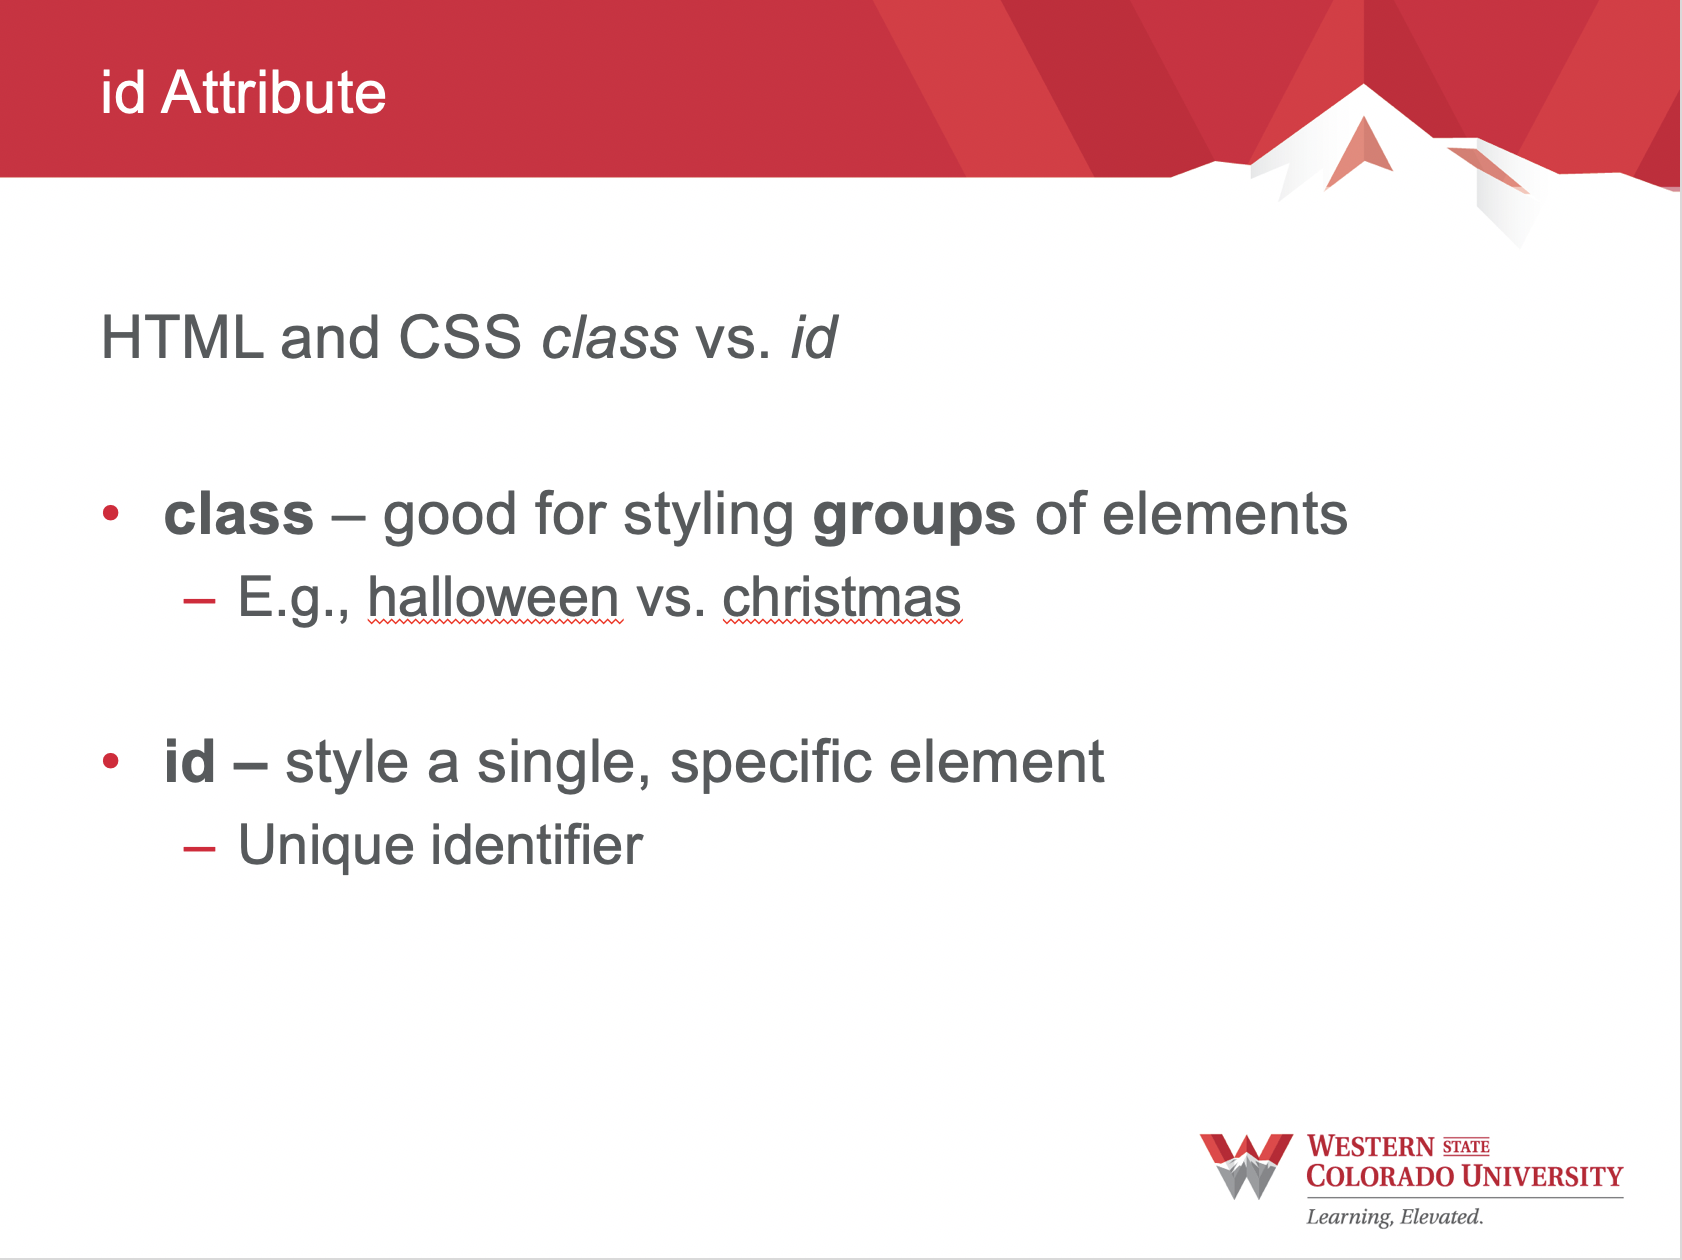 id Attribute
HTML and CSS class vs. id
• class – good for styling groups of elements
– E.g., halloween vs. christmas
• id – style a single, specific element
– Unique identifier
WESTERN STATE
COLORADO UNIVERSITY
Learning, Elevated.